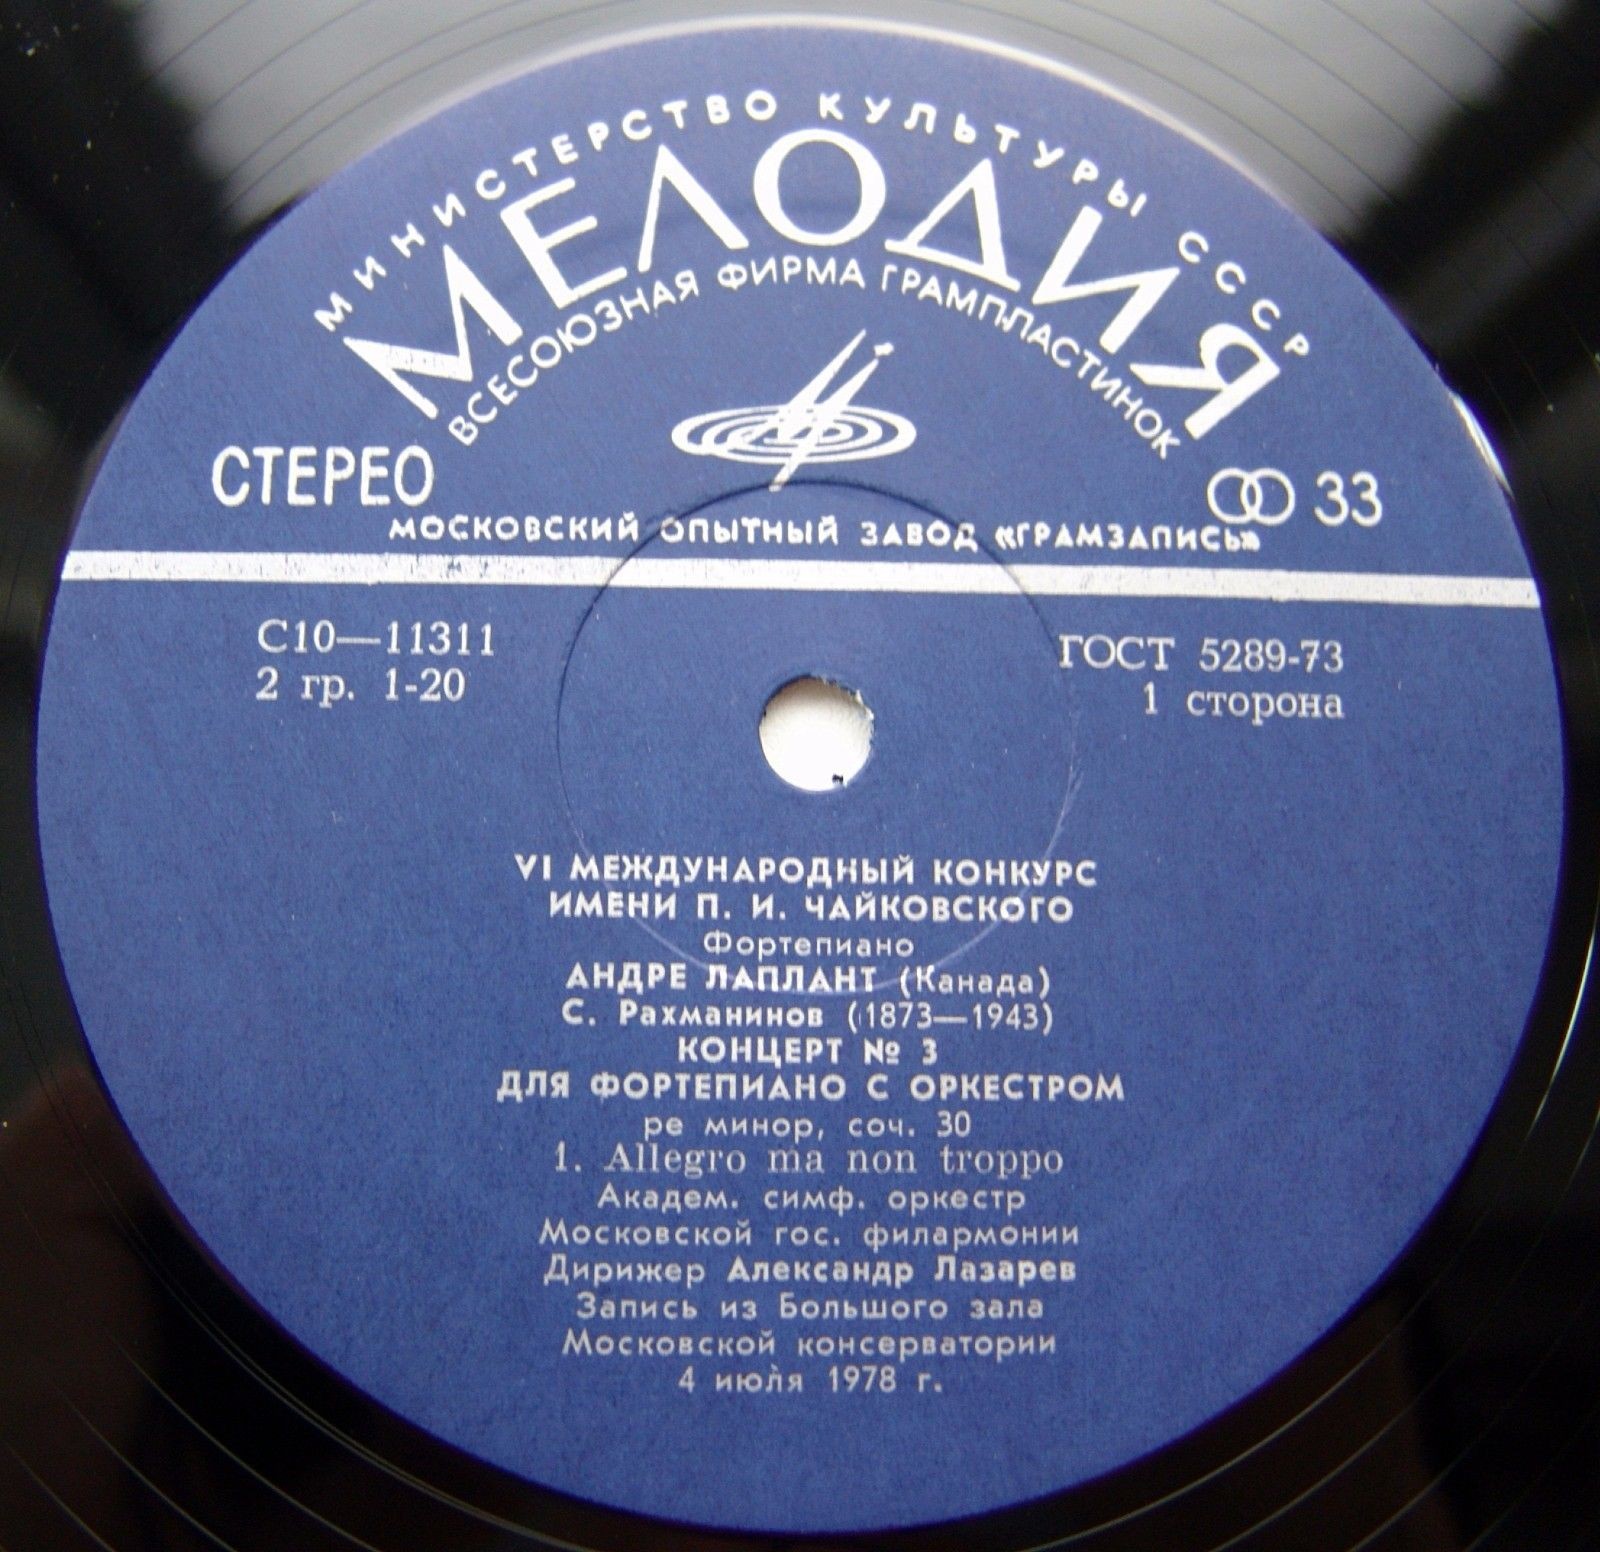 МИНИСТЕРСТВО КУЛЬТУРЫ СССР
МЕЛОДИЯ
ВСЕСОЮЗНАЯ ФИРМА ГРАМПЛАСТИНОК
СТЕРЕО
33
МОСКОВСКИЙ ОПЫТНЫЙ ЗАВОД «ГРАМЗАПИСЬ»
С10—11311
ГОСТ 5289-73
2 гр. 1-20
1 сторона
VI МЕЖДУНАРОДНЫЙ КОНКУРС
ИМЕНИ П. И. ЧАЙКОВСКОГО
Фортепиано
АНДРЕ ЛАПЛАНТ (Канада)
С. Рахманинов (1873—1943)
КОНЦЕРТ № 3
ДЛЯ ФОРТЕПИАНО С ОРКЕСТРОМ
ре минор, соч. 30
1. Allegro ma non troppo
Академ. симф. оркестр
Московской гос. филармонии
Дирижер Александр Лазарев
Запись из Большого зала
Московской консерватории
4 июля 1978 г.